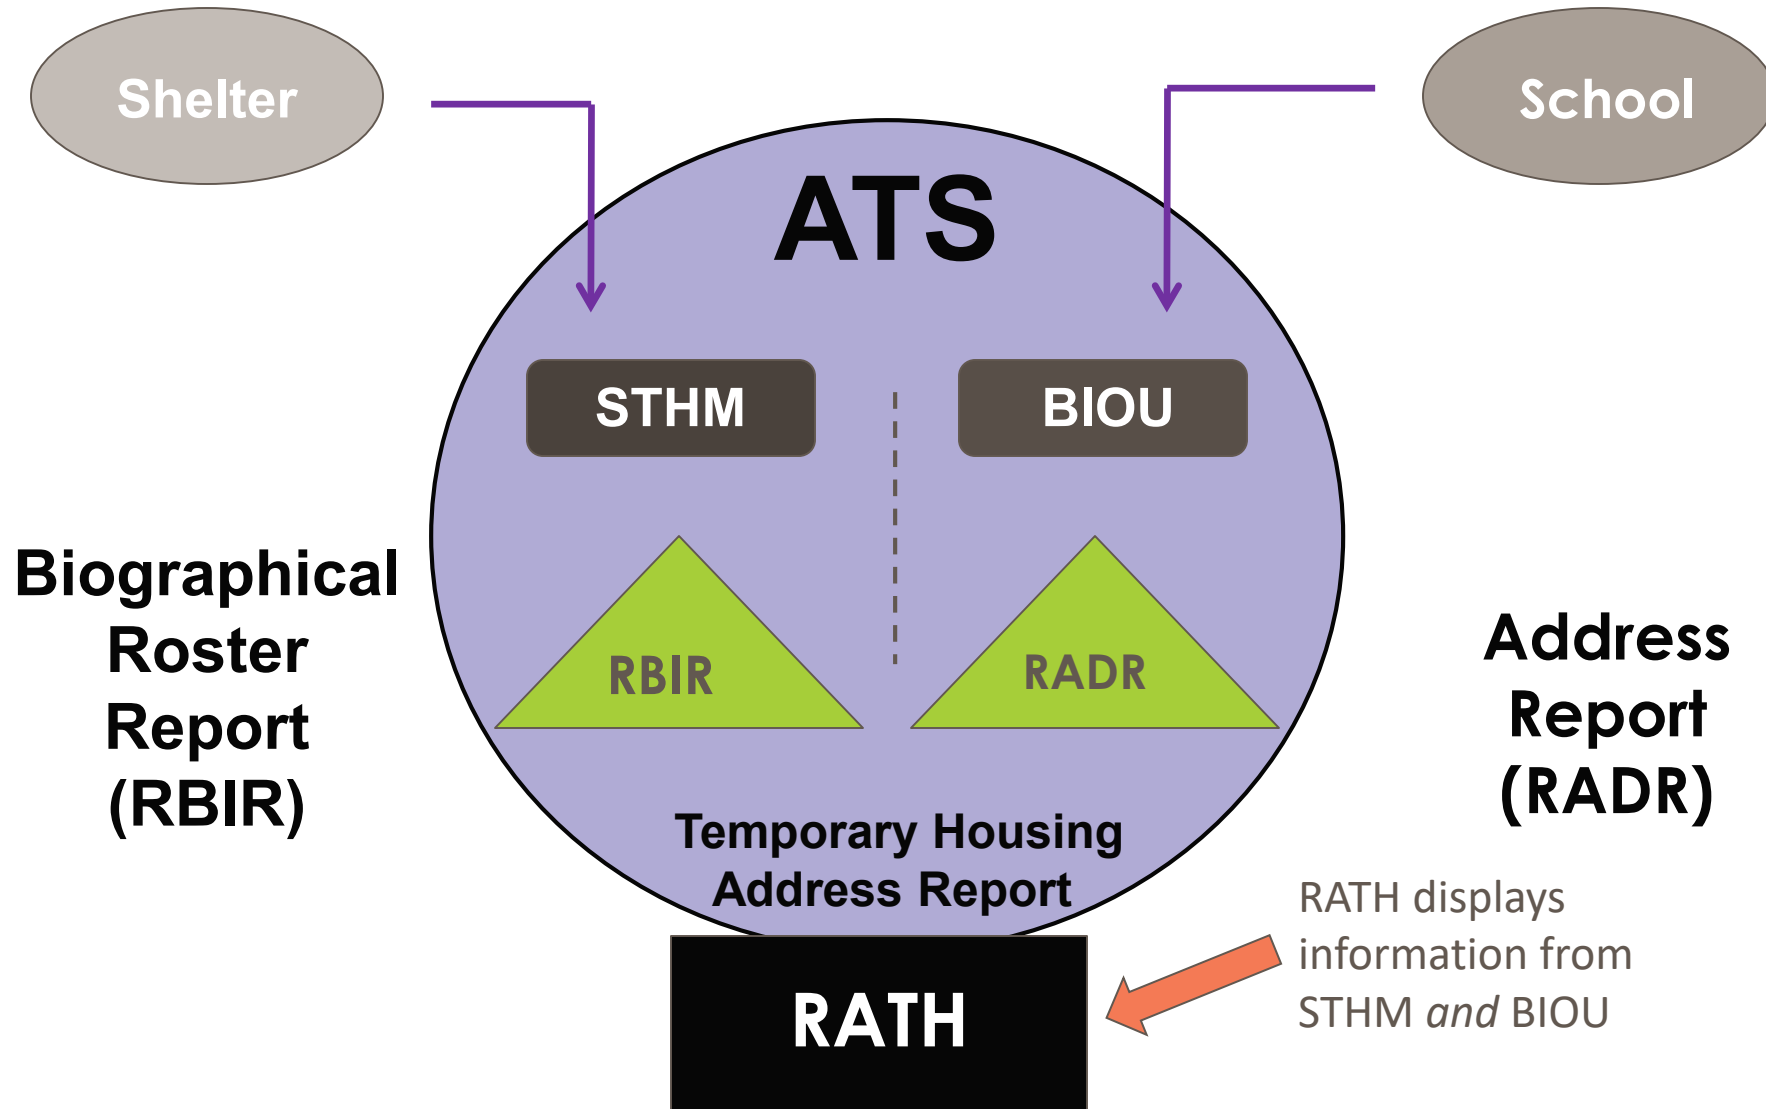 Shelter
School
ATS
STHM
BIOU
Biographical
Roster
Report
(RBIR)
RBIR
RADR
Address
Report
(RADR)
Temporary Housing
Address Report
RATH
RATH displays
information from
STHM and BIOU